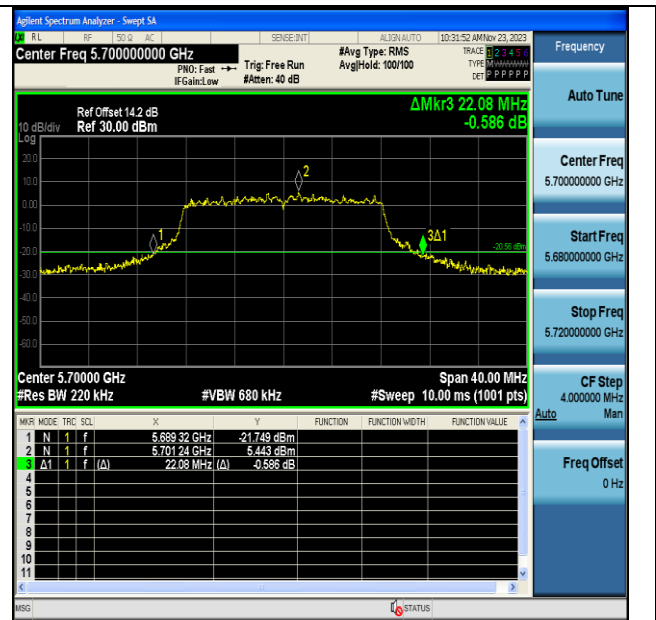 Agilent Spectrum Analyzer - Swept SA
RL RF 50 Ω AC SENSE:INT ALIGN AUTO 10:31:52 AM Nov 23, 2023
Center Freq 5.700000000 GHz
PNO: Fast
IFGain:Low
Trig: Free Run
#Atten: 40 dB
#Avg Type: RMS
Avg|Hold: 100/100
TRACE 1 2 3 4 5 6
TYPE M
DET P P P P P P
ΔMkr3 22.08 MHz
-0.586 dB
Ref Offset 14.2 dB
10 dB/div Ref 30.00 dBm
Log
20.0
10.0
0.00
-10.0
-20.0
-30.0
-40.0
-50.0
-60.0
1
2
3Δ1
-20.56 dBm
Center 5.70000 GHz Span 40.00 MHz
#Res BW 220 kHz #VBW 680 kHz #Sweep 10.00 ms (1001 pts)
MKR MODE TRC SCL X Y FUNCTION FUNCTION WIDTH FUNCTION VALUE
1 N 1 f 5.689 32 GHz -21.749 dBm
2 N 1 f 5.701 24 GHz 5.443 dBm
3 Δ1 1 f (Δ) 22.08 MHz (Δ) -0.586 dB
4
5
6
7
8
9
10
11
MSG STATUS
Frequency
Auto Tune
Center Freq
5.700000000 GHz
Start Freq
5.680000000 GHz
Stop Freq
5.720000000 GHz
CF Step
4.000000 MHz
Auto Man
Freq Offset
0 Hz